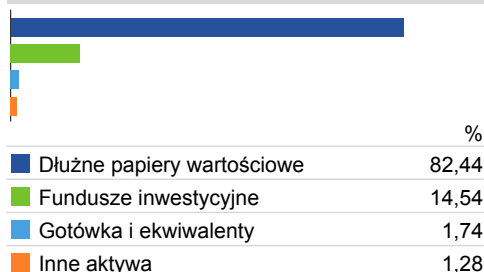 %
Dłużne papiery wartościowe 82,44
Fundusze inwestycyjne 14,54
Gotówka i ekwiwalenty 1,74
Inne aktywa 1,28